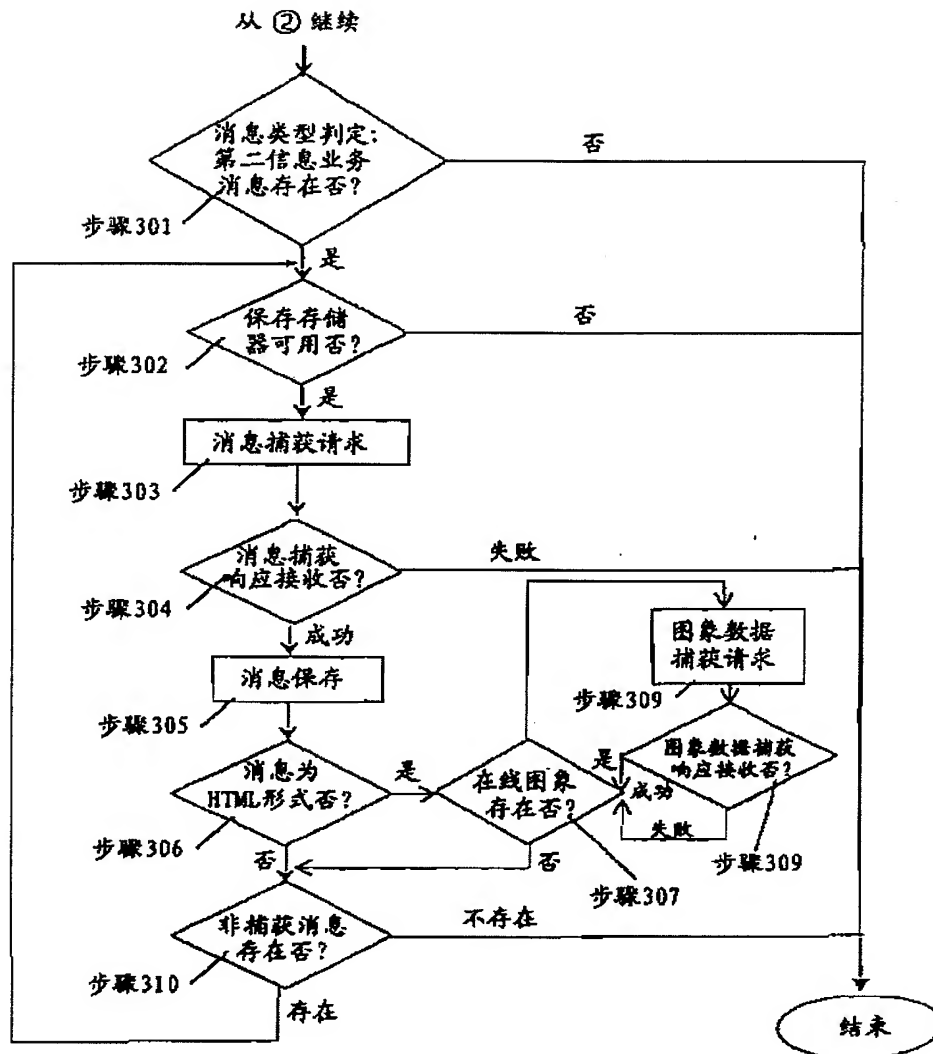 从 ② 继续
消息类型判定:
第二信息业务
消息存在否?
否
步骤301
是
保存存储
器可用否?
否
步骤302
是
消息捕获请求
步骤303
消息捕获
响应接收否?
失败
步骤304
成功
图象数据
捕获请求
消息保存
步骤309
步骤305
图象数据捕获
响应接收否?
消息为
HTML形式否?
是
在线图象
存在否?
是
成功
失败
步骤306
步骤309
否
否
步骤307
非捕获消息
存在否?
不存在
步骤310
存在
结束